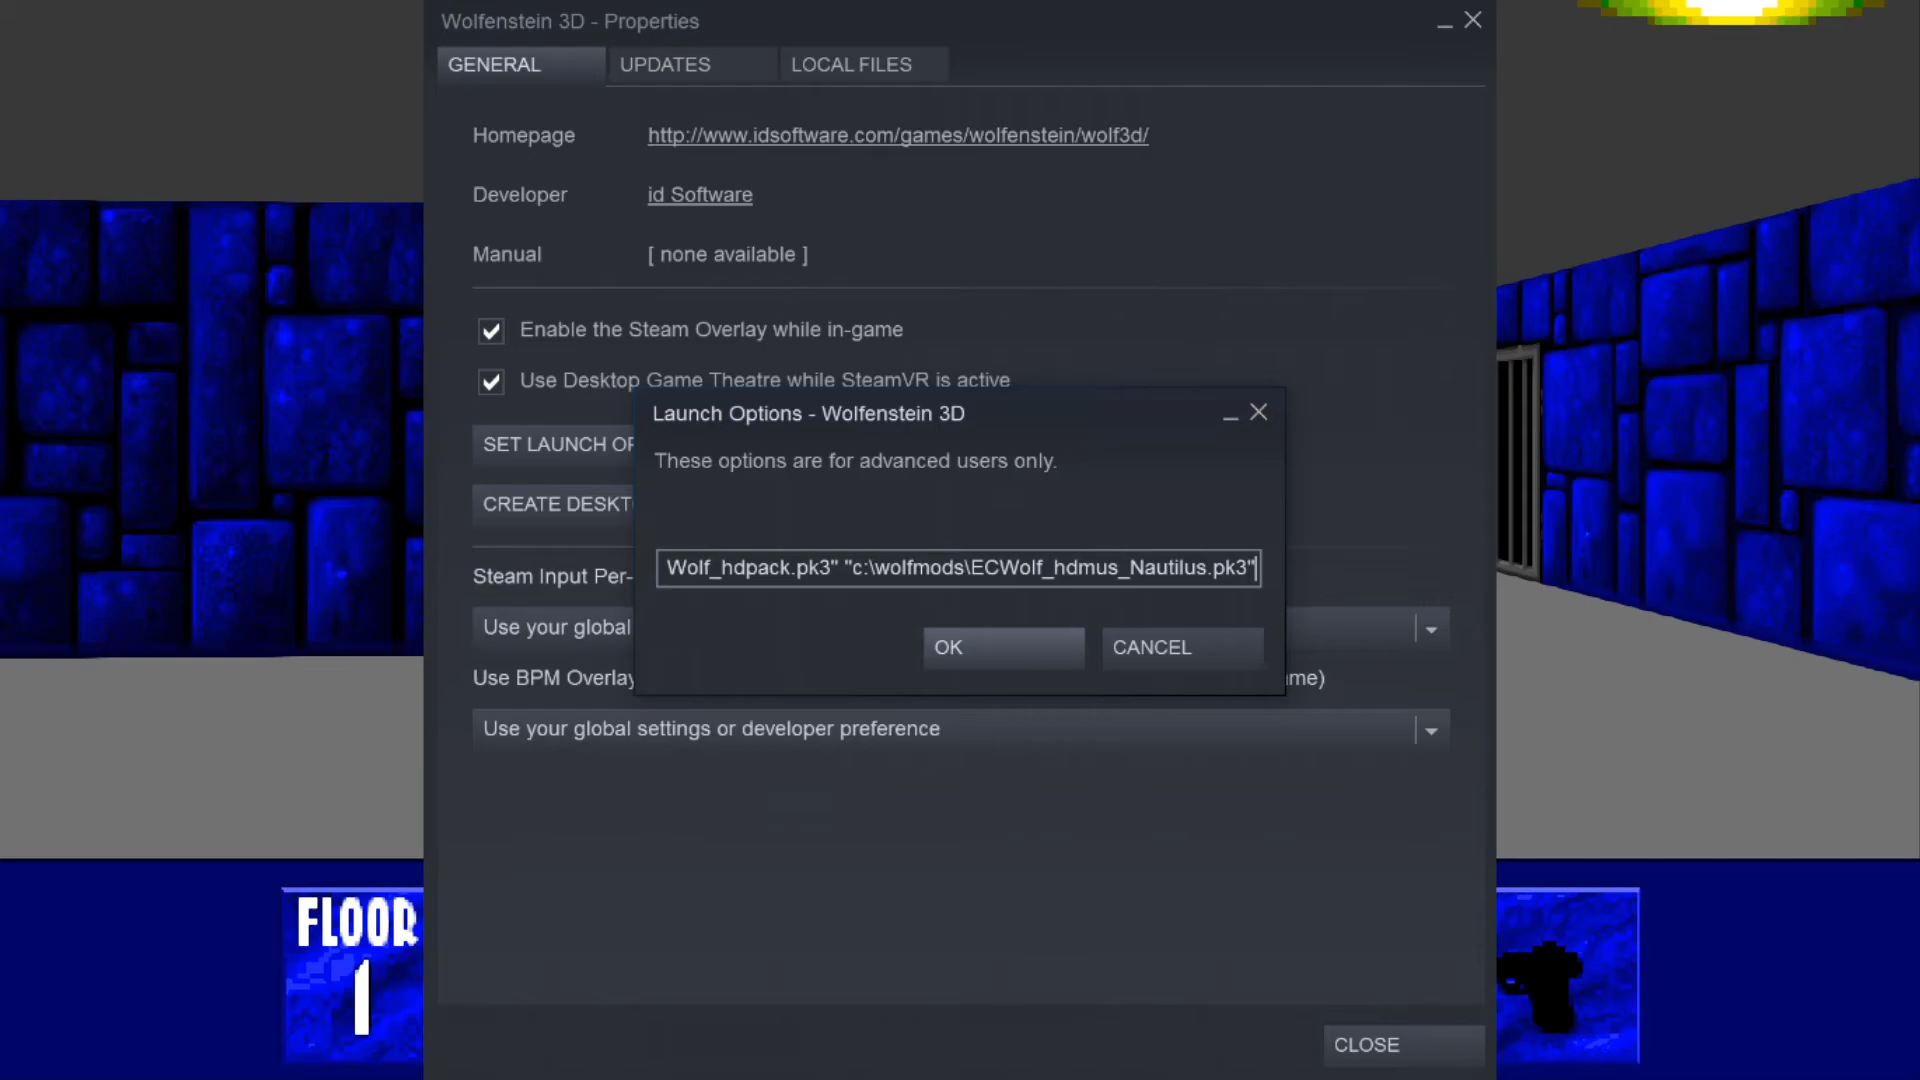 Wolfenstein 3D - Properties
GENERAL
UPDATES
LOCAL FILES
Homepage
http://www.idsoftware.com/games/wolfenstein/wolf3d/
Developer
id Software
Manual
[ none available ]
Enable the Steam Overlay while in-game
Use Desktop Game Theatre while SteamVR is active
Launch Options - Wolfenstein 3D
These options are for advanced users only.
SET LAUNCH OP
CREATE DESKT
Wolf_hdpack.pk3" "c:\wolfmods\ECWolf_hdmus_Nautilus.pk3"
Steam Input Per-
Use your global
OK
CANCEL
Use BPM Overlay
me)
Use your global settings or developer preference
FLOOR
1
CLOSE